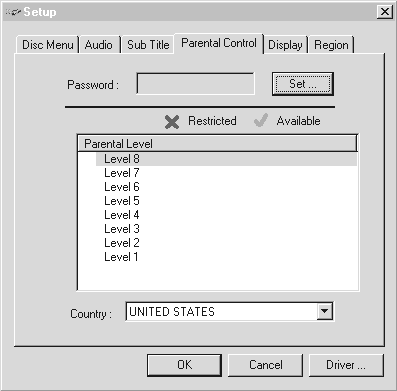 Setup
Disc Menu Audio Sub Title Parental Control Display Region
Password : Set ...
Restricted Available
Parental Level
Level 8
Level 7
Level 6
Level 5
Level 4
Level 3
Level 2
Level 1
Country : UNITED STATES
OK Cancel Driver ...